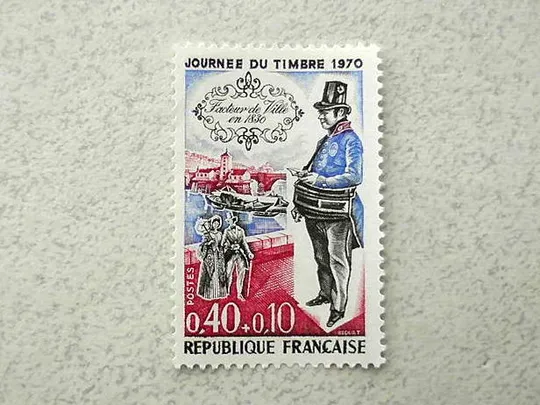 JOURNEE DU TIMBRE 1970
Facteur de Ville
en 1830
POSTES
0,40+0,10
REPUBLIQUE FRANÇAISE